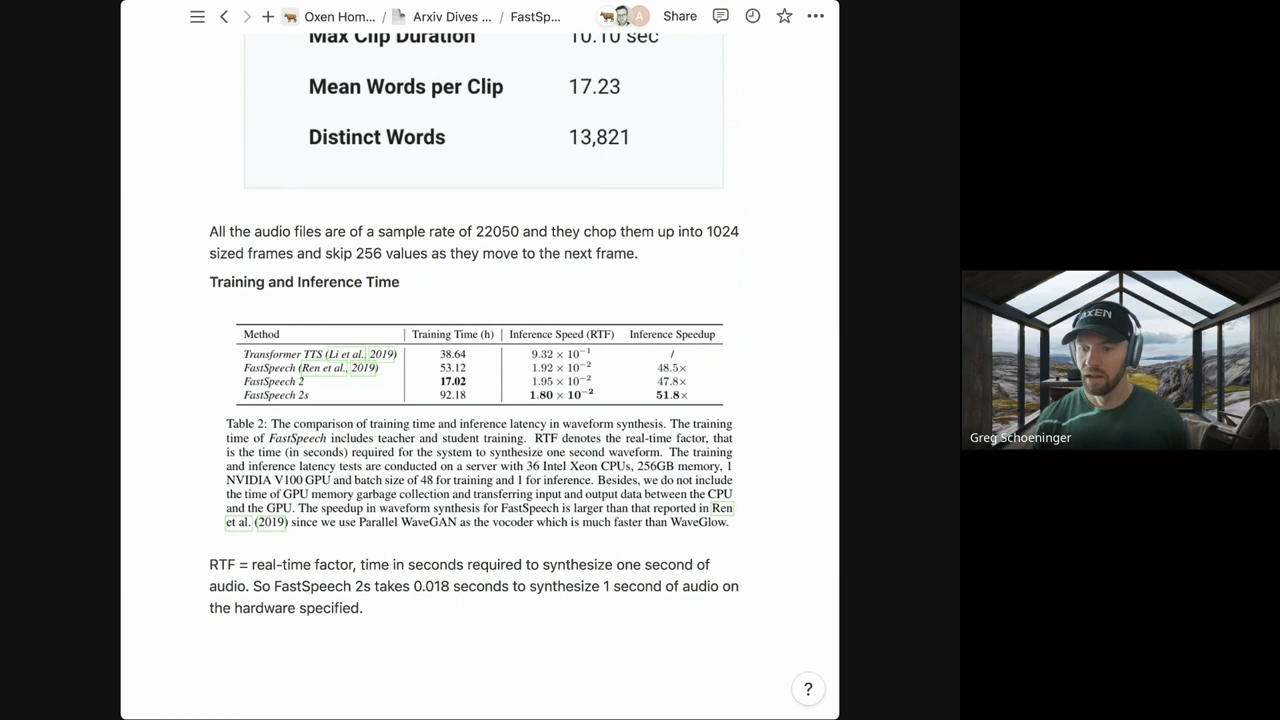 Oxen Hom... / Arxiv Dives ... / FastSp... A Share
Max Clip Duration 10.10 sec
Mean Words per Clip 17.23
Distinct Words 13,821
All the audio files are of a sample rate of 22050 and they chop them up into 1024
sized frames and skip 256 values as they move to the next frame.
Training and Inference Time
Method Training Time (h) Inference Speed (RTF) Inference Speedup
Transformer TTS (Li et al., 2019) 38.64 9.32 × 10⁻¹ /
FastSpeech (Ren et al., 2019) 53.12 1.92 × 10⁻² 48.5×
FastSpeech 2 17.02 1.95 × 10⁻² 47.8×
FastSpeech 2s 92.18 1.80 × 10⁻² 51.8×
Table 2: The comparison of training time and inference latency in waveform synthesis. The training
time of FastSpeech includes teacher and student training. RTF denotes the real-time factor, that
is the time (in seconds) required for the system to synthesize one second waveform. The training
and inference latency tests are conducted on a server with 36 Intel Xeon CPUs, 256GB memory, 1
NVIDIA V100 GPU and batch size of 48 for training and 1 for inference. Besides, we do not include
the time of GPU memory garbage collection and transferring input and output data between the CPU
and the GPU. The speedup in waveform synthesis for FastSpeech is larger than that reported in Ren
et al. (2019) since we use Parallel WaveGAN as the vocoder which is much faster than WaveGlow.
RTF = real-time factor, time in seconds required to synthesize one second of
audio. So FastSpeech 2s takes 0.018 seconds to synthesize 1 second of audio on
the hardware specified.
?
OXEN
Greg Schoeninger